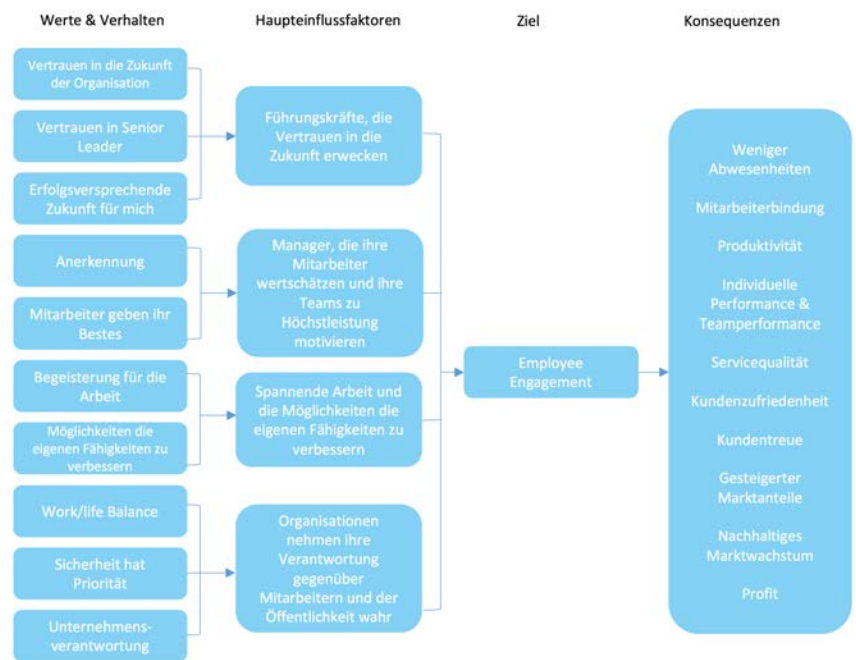 Werte & Verhalten
Haupteinflussfaktoren
Ziel
Konsequenzen
Vertrauen in die Zukunft
der Organisation
Vertrauen in Senior
Leader
Erfolgsversprechende
Zukunft für mich
Anerkennung
Mitarbeiter geben ihr
Bestes
Begeisterung für die
Arbeit
Möglichkeiten die
eigenen Fähigkeiten zu
verbessern
Work/life Balance
Sicherheit hat
Priorität
Unternehmens-
verantwortung
Führungskräfte, die
Vertrauen in die
Zukunft erwecken
Manager, die ihre
Mitarbeiter
wertschätzen und ihre
Teams zu
Höchstleistung
motivieren
Spannende Arbeit und
die Möglichkeiten die
eigenen Fähigkeiten zu
verbessern
Organisationen
nehmen ihre
Verantwortung
gegenüber
Mitarbeitern und der
Öffentlichkeit wahr
Employee
Engagement
Weniger
Abwesenheiten
Mitarbeiterbindung
Produktivität
Individuelle
Performance &
Teamperformance
Servicequalität
Kundenzufriedenheit
Kundentreue
Gesteigerter
Marktanteile
Nachhaltiges
Marktwachstum
Profit